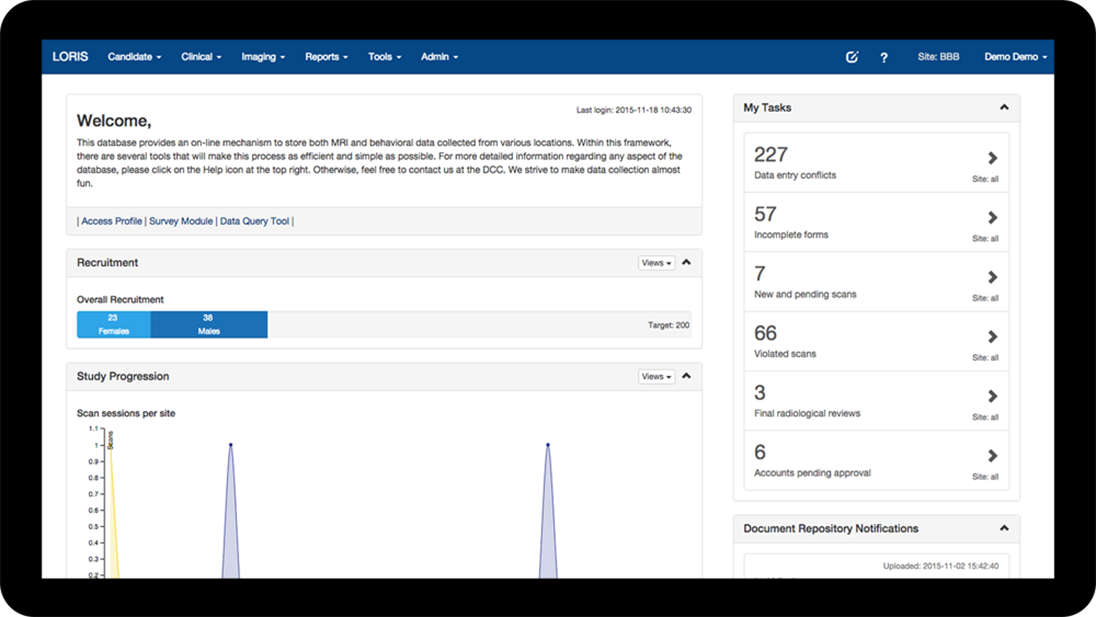 LORIS Candidate Clinical Imaging Reports Tools Admin ? Site: BBB Demo Demo
Last login: 2015-11-18 10:43:30
Welcome,
This database provides an on-line mechanism to store both MRI and behavioral data collected from various locations. Within this framework,
there are several tools that will make this process as efficient and simple as possible. For more detailed information regarding any aspect of the
database, please click on the Help icon at the top right. Otherwise, feel free to contact us at the DCC. We strive to make data collection almost
fun.
| Access Profile | Survey Module | Data Query Tool |
Recruitment Views
Overall Recruitment
23 38
Females Males
Target: 200
Study Progression Views
Scan sessions per site
Scans
1.1
1
0.9
0.8
0.7
0.6
0.5
0.4
0.3
0.2
My Tasks
227
Data entry conflicts
Site: all
57
Incomplete forms
Site: all
7
New and pending scans
Site: all
66
Violated scans
Site: all
3
Final radiological reviews
Site: all
6
Accounts pending approval
Site: all
Document Repository Notifications
Uploaded: 2015-11-02 15:42:40